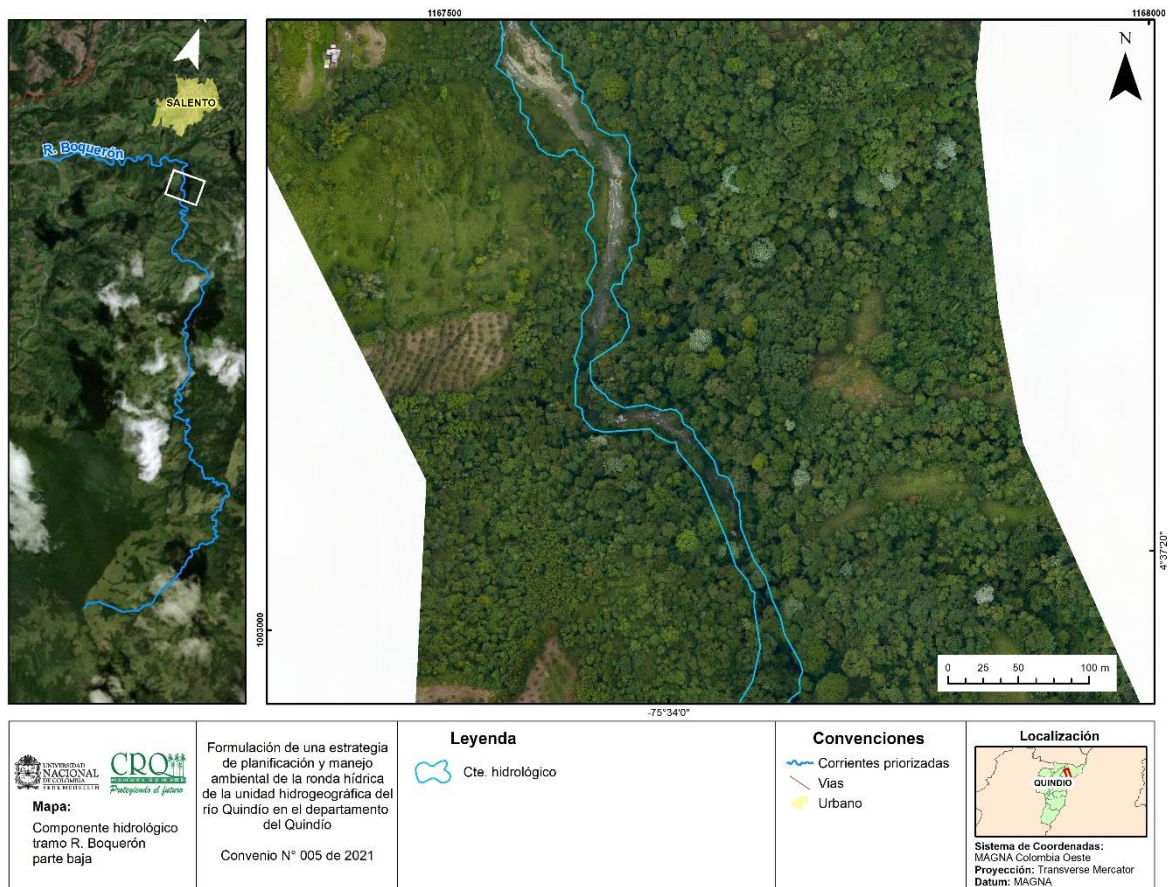 SALENTO
R. Boquerón
1167500
1168000
N
4°37'20"
1003000
0 25 50 100 m
-75°34'0"
UNIVERSIDAD
NACIONAL
DE COLOMBIA
SEDE MEDELLÍN
CRQ
Protegiendo el futuro
Mapa:
Componente hidrológico
tramo R. Boquerón
parte baja
Formulación de una estrategia
de planificación y manejo
ambiental de la ronda hídrica
de la unidad hidrogeográfica del
río Quindío en el departamento
del Quindío
Convenio N° 005 de 2021
Leyenda
Cte. hidrológico
Convenciones
Corrientes priorizadas
Vias
Urbano
Localización
QUINDIO
Sistema de Coordenadas:
MAGNA Colombia Oeste
Proyección: Transverse Mercator
Datum: MAGNA